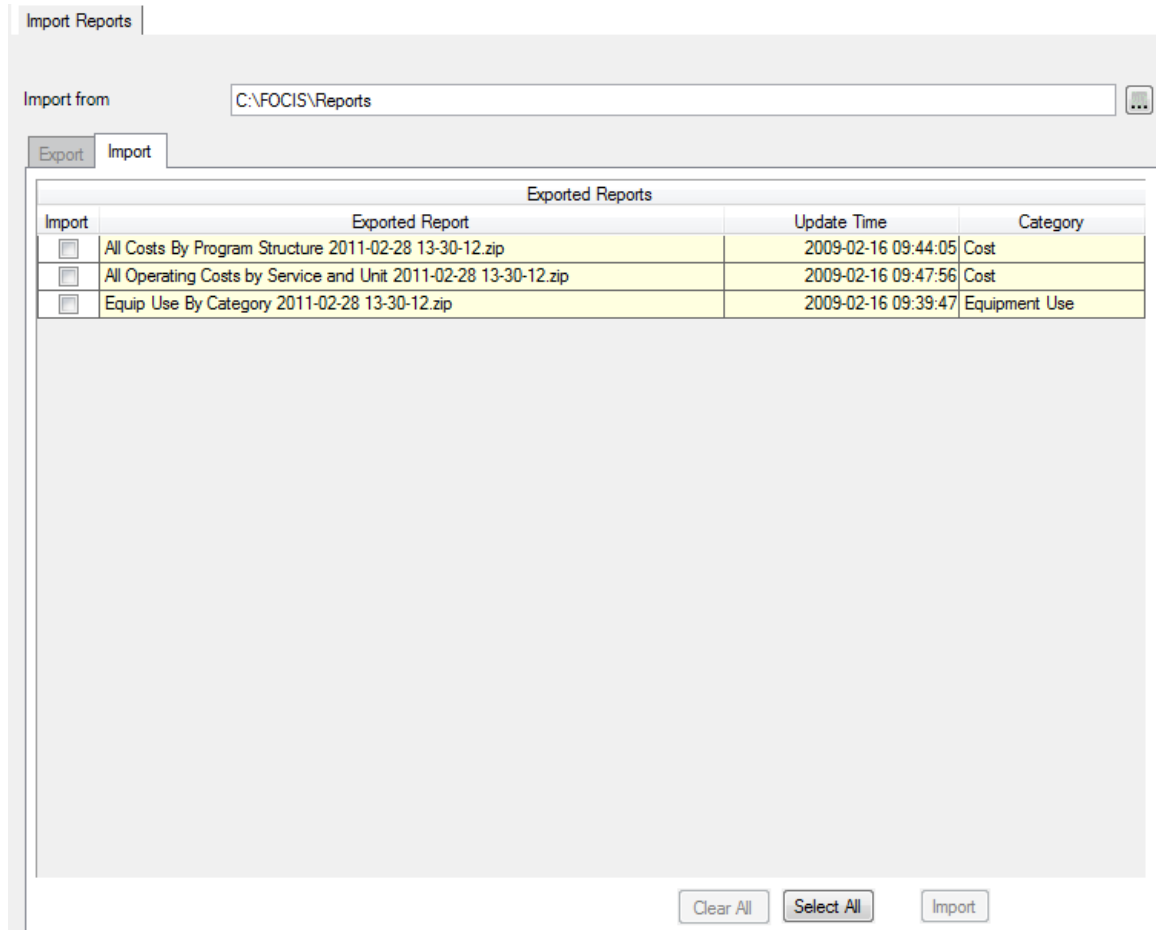 Import Reports
Import from C:\FOCIS\Reports ...
Export Import
Exported Reports
Import Exported Report Update Time Category
All Costs By Program Structure 2011-02-28 13-30-12.zip 2009-02-16 09:44:05 Cost
All Operating Costs by Service and Unit 2011-02-28 13-30-12.zip 2009-02-16 09:47:56 Cost
Equip Use By Category 2011-02-28 13-30-12.zip 2009-02-16 09:39:47 Equipment Use
Clear All Select All Import